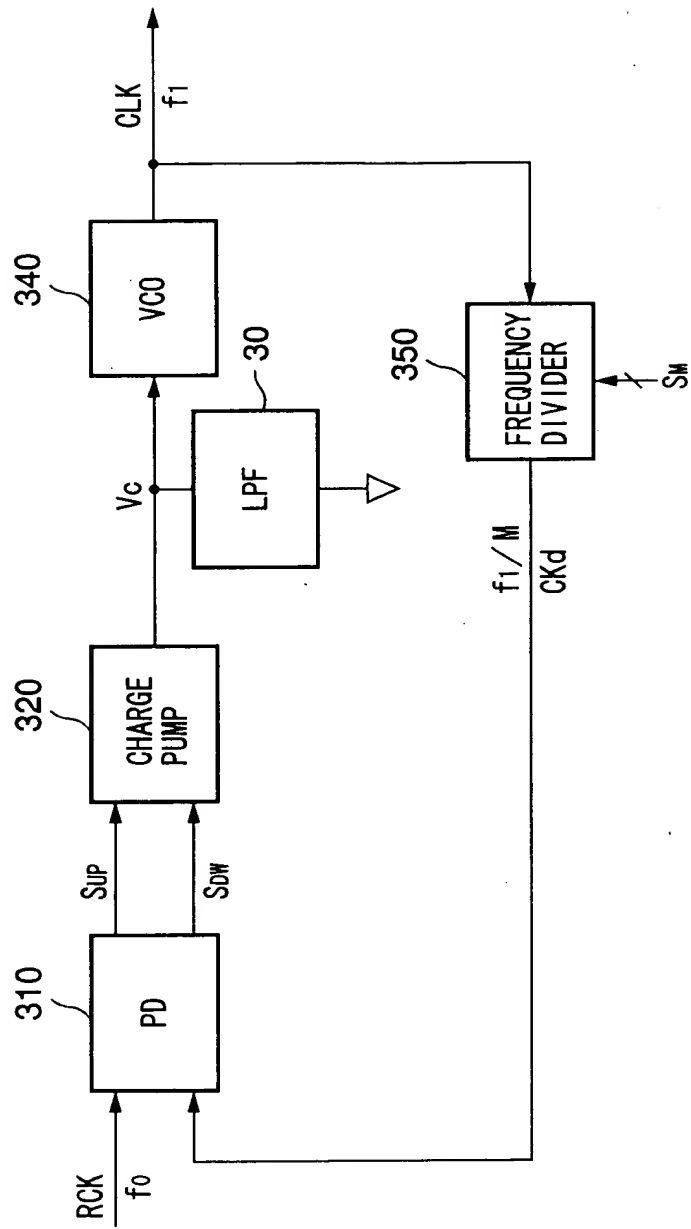 RCK
f0
310
PD
SUP
SDW
320
CHARGE
PUMP
Vc
30
LPF
340
VCO
CLK
f1
350
FREQUENCY
DIVIDER
SM
f1/M
CKd